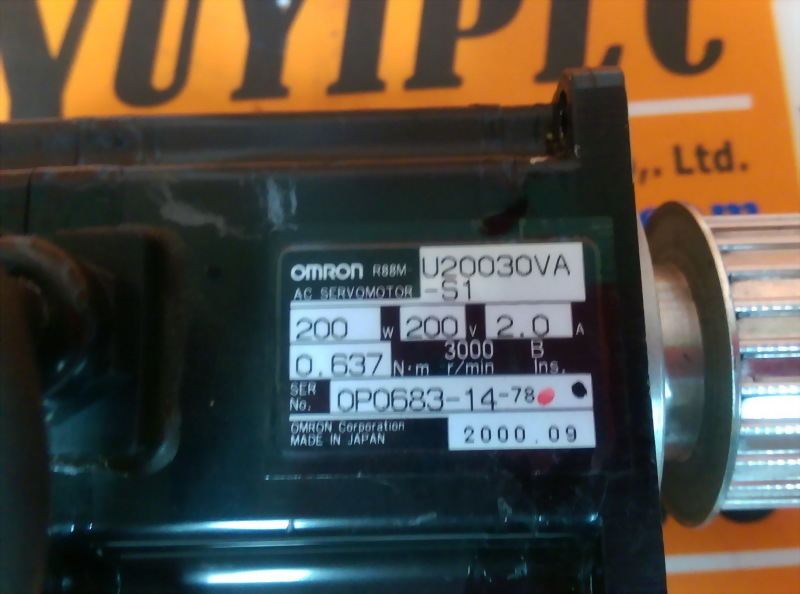 YUYIPLC
., Ltd.
OMRON R88M- U20030VA
AC SERVOMOTOR -S1
200 W 200 V 2.0 A
0.637 N·m 3000 r/min B Ins.
SER No. 0P0683-14-78
OMRON Corporation
MADE IN JAPAN 2000.09